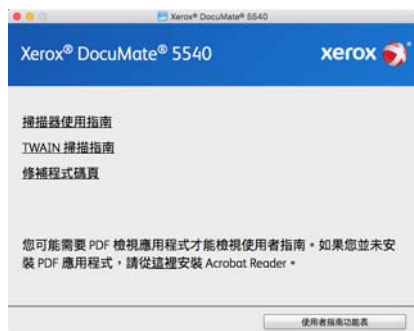 Xerox® DocuMate® 5540
Xerox® DocuMate® 5540
xerox
掃描器使用指南
TWAIN 掃描指南
修補程式碼頁
您可能需要 PDF 檢視應用程式才能檢視使用者指南。如果您並未安
裝 PDF 應用程式，請從這裡安裝 Acrobat Reader。
使用者指南功能表